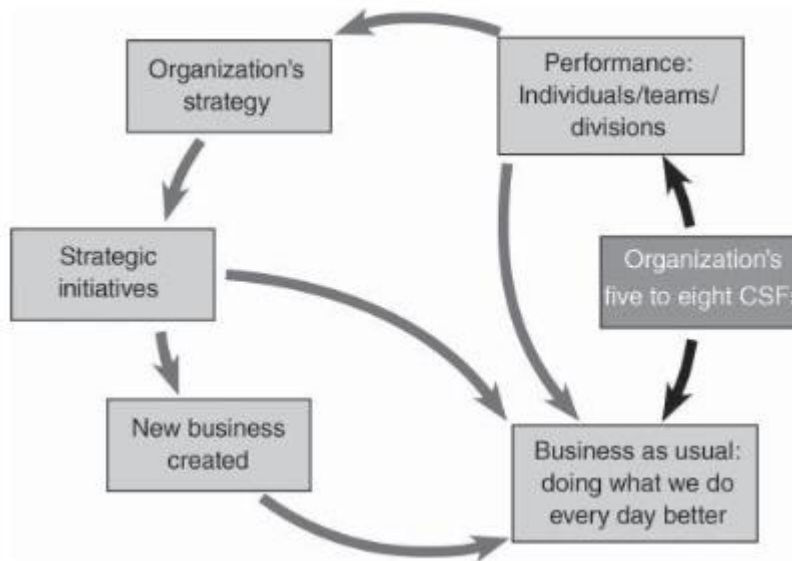 Organization's
strategy
Performance:
Individuals/teams/
divisions
Strategic
initiatives
Organization's
five to eight CSFs
New business
created
Business as usual:
doing what we do
every day better